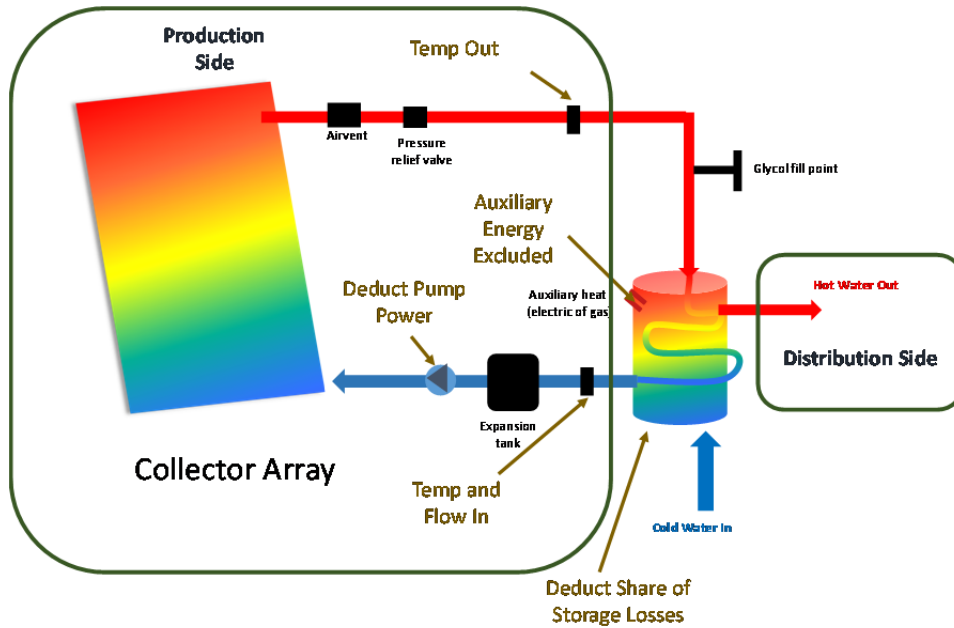 Production
Side
Temp Out
Airvent
Pressure
relief valve
Glycol fill point
Auxiliary
Energy
Excluded
Deduct Pump
Power
Auxiliary heat
(electric of gas)
Hot Water Out
Distribution Side
Expansion
tank
Collector Array
Temp and
Flow In
Cold Water In
Deduct Share of
Storage Losses